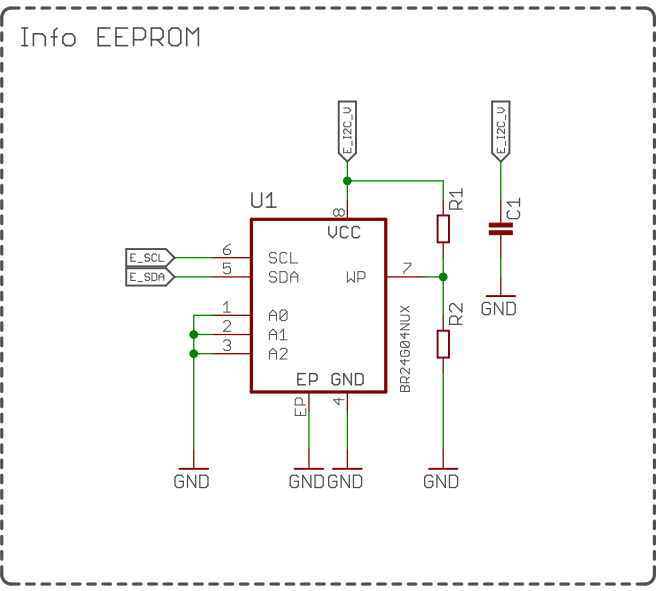 Info EEPROM
E_I2C_V
E_I2C_V
U1
8
VCC
R1
C1
E_SCL
6
SCL
E_SDA
5
SDA
WP
7
1
A0
2
A1
3
A2
GND
R2
BR24G04NUX
EP
GND
EP
4
GND
GND
GND
GND